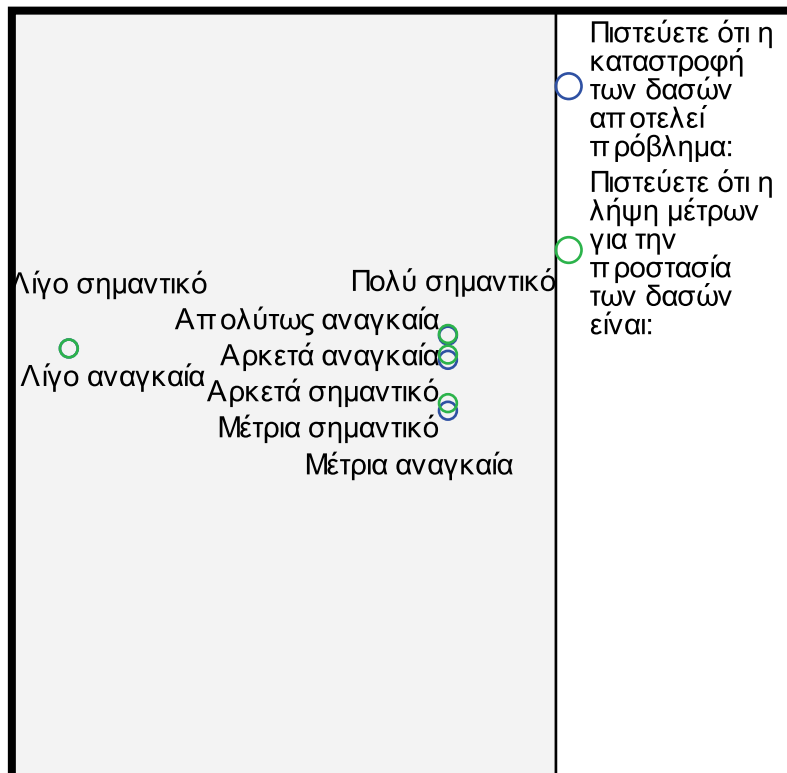 Πιστεύετε ότι η
καταστροφή
των δασών
αποτελεί
πρόβλημα:
Πιστεύετε ότι η
λήψη μέτρων
για την
προστασία
των δασών
είναι:
Λίγο σημαντικό
Πολύ σημαντικό
Απολύτως αναγκαία
Αρκετά αναγκαία
Λίγο αναγκαία
Αρκετά σημαντικό
Μέτρια σημαντικό
Μέτρια αναγκαία